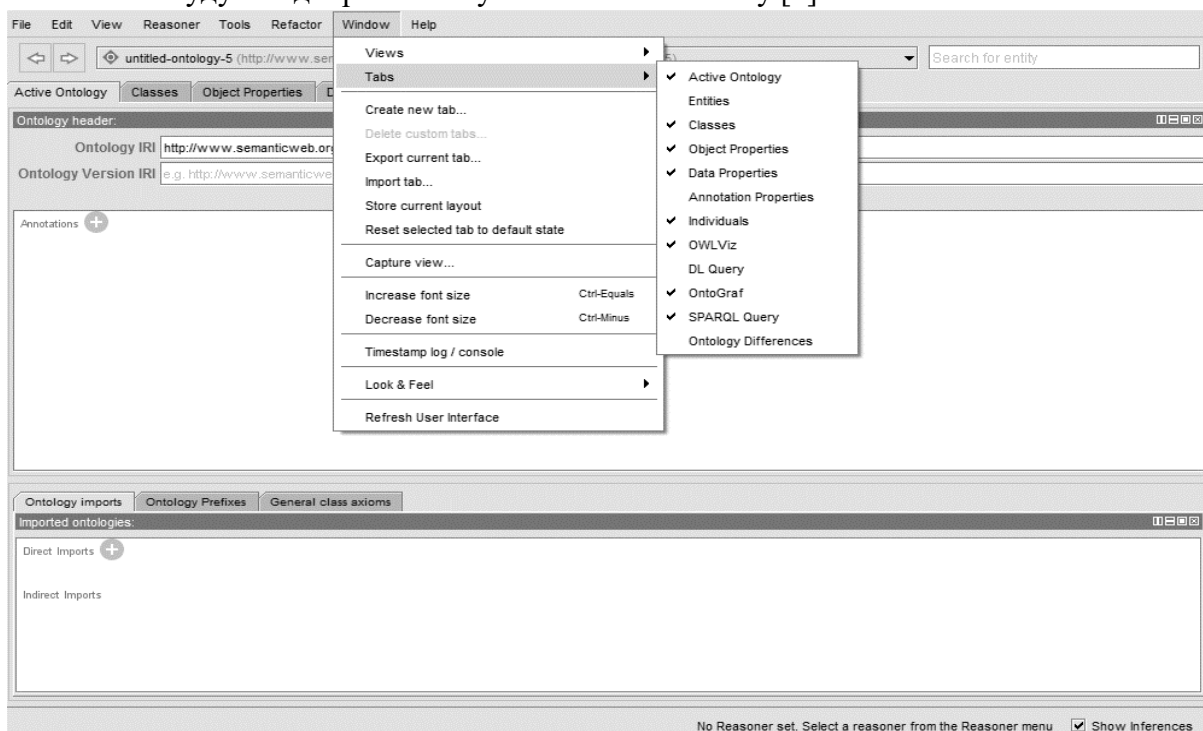 File Edit View Reasoner Tools Refactor Window Help
untitled-ontology-5 (http://www.ser
Search for entity
Active Ontology Classes Object Properties D
Ontology header:
Ontology IRI http://www.semanticweb.or
Ontology Version IRI e.g. http://www.semanticwe
Annotations
Views
Tabs
Create new tab...
Delete custom tabs...
Export current tab...
Import tab...
Store current layout
Reset selected tab to default state
Capture view...
Increase font size Ctrl-Equals
Decrease font size Ctrl-Minus
Timestamp log / console
Look & Feel
Refresh User Interface
Active Ontology
Entities
Classes
Object Properties
Data Properties
Annotation Properties
Individuals
OWLViz
DL Query
OntoGraf
SPARQL Query
Ontology Differences
Ontology imports Ontology Prefixes General class axioms
Imported ontologies:
Direct Imports
Indirect Imports
No Reasoner set. Select a reasoner from the Reasoner menu Show Inferences